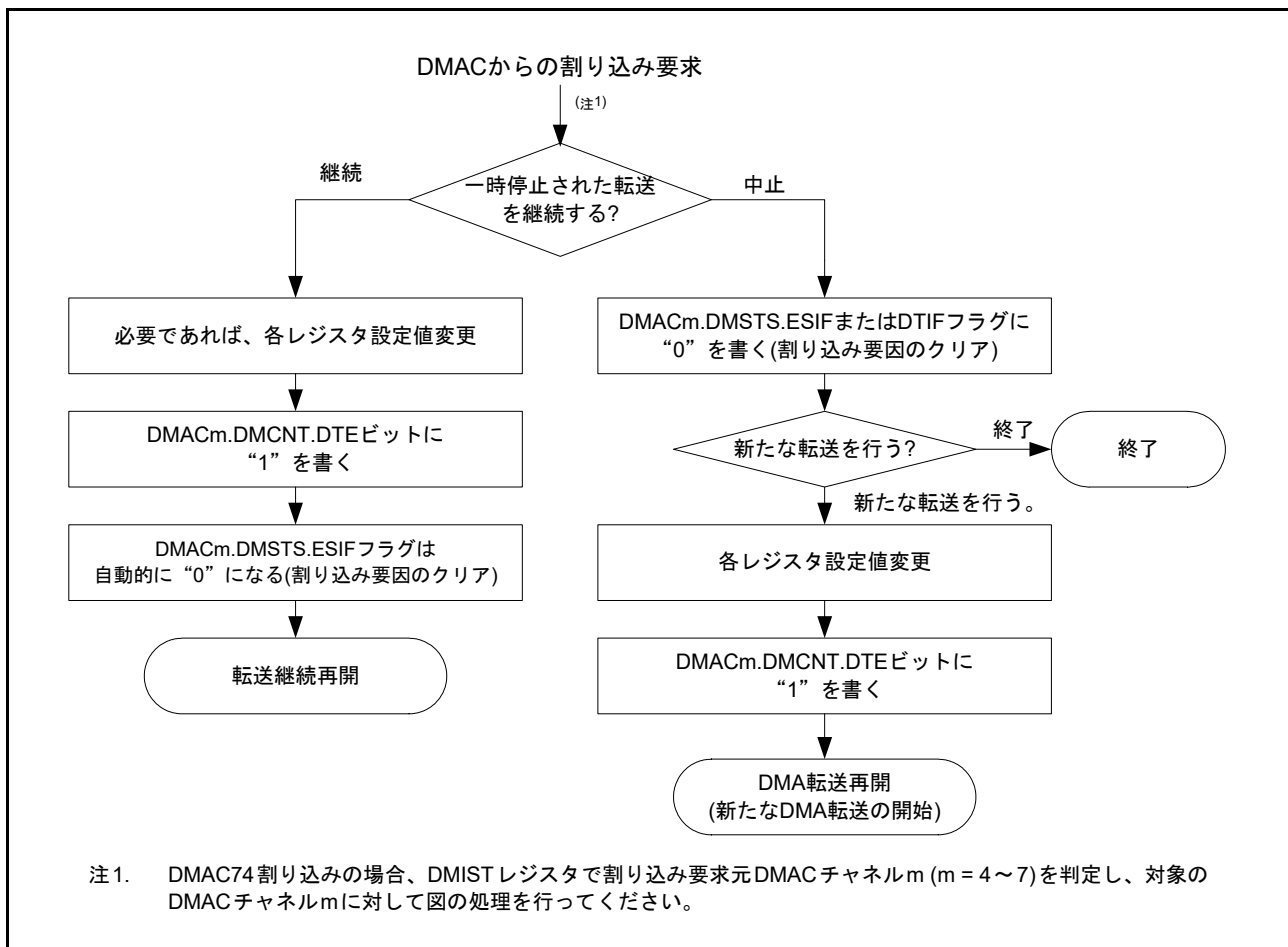 DMACからの割り込み要求
(注1)
継続
一時停止された転送
を継続する?
中止
必要であれば、各レジスタ設定値変更
DMACm.DMCNT.DTEビットに
“1”を書く
DMACm.DMSTS.ESIFフラグは
自動的に“0”になる(割り込み要因のクリア)
転送継続再開
DMACm.DMSTS.ESIFまたはDTIFフラグに
“0”を書く(割り込み要因のクリア)
新たな転送を行う?
終了
終了
新たな転送を行う。
各レジスタ設定値変更
DMACm.DMCNT.DTEビットに
“1”を書く
DMA転送再開
(新たなDMA転送の開始)
注1. DMAC74割り込みの場合、DMISTレジスタで割り込み要求元DMACチャネルm (m = 4～7)を判定し、対象の
DMACチャネルmに対して図の処理を行ってください。